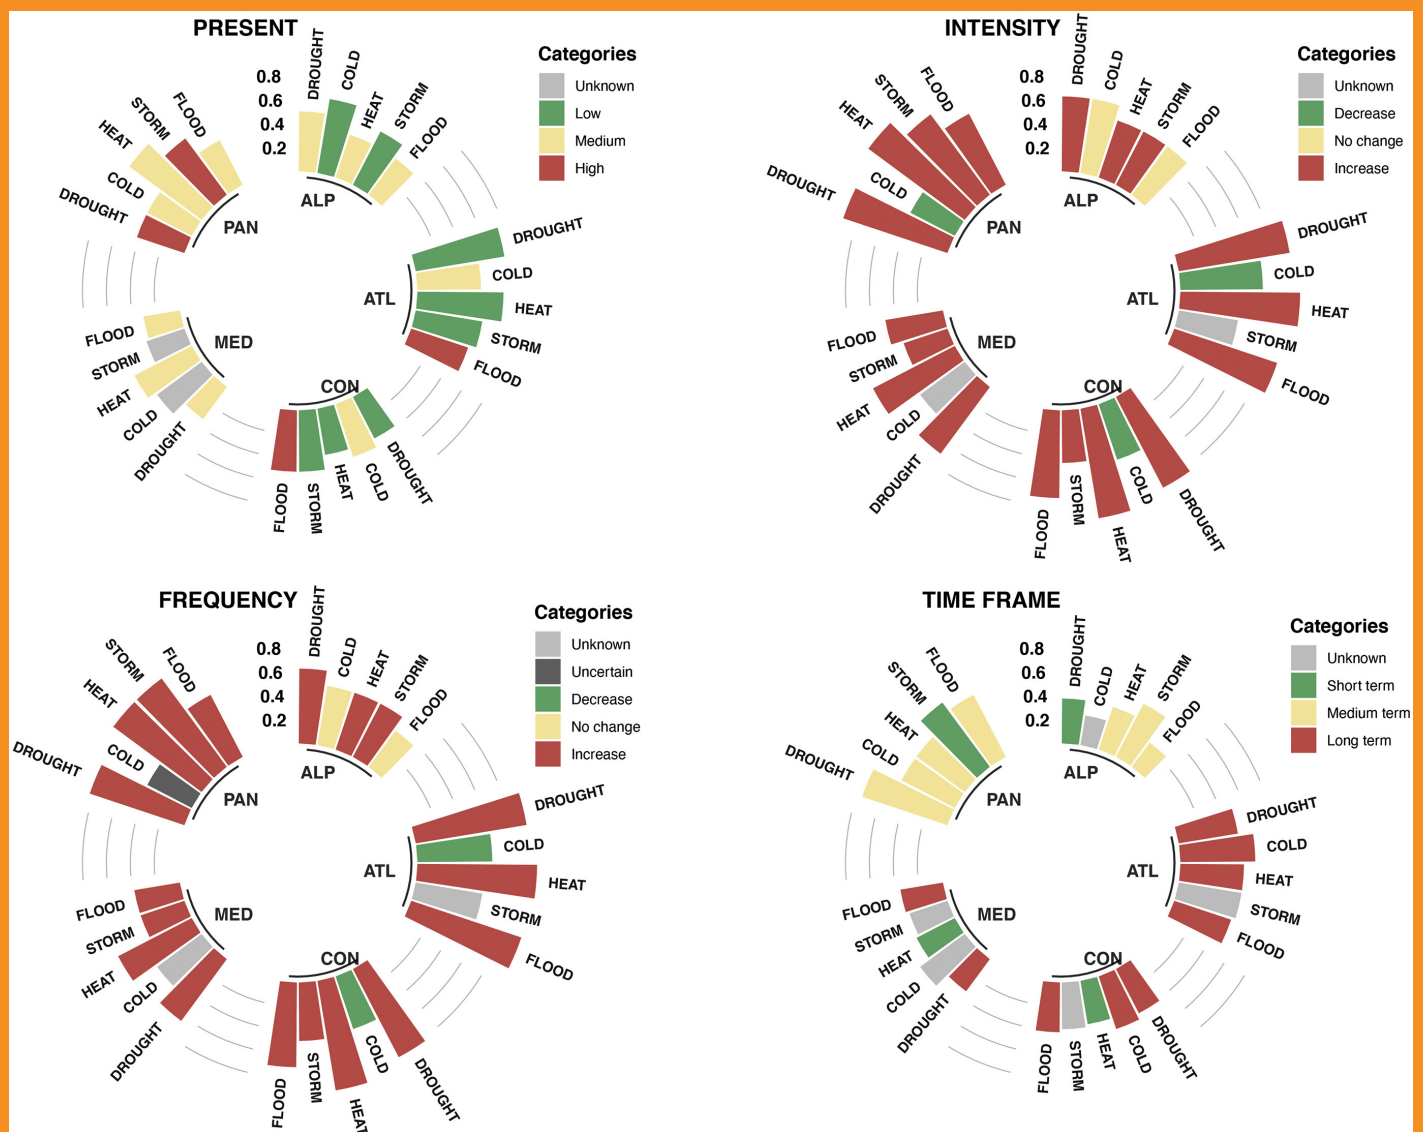 PRESENT
Categories
Unknown
Low
Medium
High
0.8
0.6
0.4
0.2
DROUGHT
COLD
HEAT
STORM
FLOOD
ALP
DROUGHT
COLD
HEAT
STORM
FLOOD
ATL
DROUGHT
COLD
HEAT
STORM
FLOOD
CON
DROUGHT
COLD
HEAT
STORM
FLOOD
MED
DROUGHT
COLD
HEAT
STORM
FLOOD
PAN
INTENSITY
Categories
Unknown
Decrease
No change
Increase
0.8
0.6
0.4
0.2
DROUGHT
COLD
HEAT
STORM
FLOOD
ALP
DROUGHT
COLD
HEAT
STORM
FLOOD
ATL
DROUGHT
COLD
HEAT
STORM
FLOOD
CON
DROUGHT
COLD
HEAT
STORM
FLOOD
MED
DROUGHT
COLD
HEAT
STORM
FLOOD
PAN
FREQUENCY
Categories
Unknown
Uncertain
Decrease
No change
Increase
0.8
0.6
0.4
0.2
DROUGHT
COLD
HEAT
STORM
FLOOD
ALP
DROUGHT
COLD
HEAT
STORM
FLOOD
ATL
DROUGHT
COLD
HEAT
STORM
FLOOD
CON
DROUGHT
COLD
HEAT
STORM
FLOOD
MED
DROUGHT
COLD
HEAT
STORM
FLOOD
PAN
TIME FRAME
Categories
Unknown
Short term
Medium term
Long term
0.8
0.6
0.4
0.2
DROUGHT
COLD
HEAT
STORM
FLOOD
ALP
DROUGHT
COLD
HEAT
STORM
FLOOD
ATL
DROUGHT
COLD
HEAT
STORM
FLOOD
CON
DROUGHT
COLD
HEAT
STORM
FLOOD
MED
DROUGHT
COLD
HEAT
STORM
FLOOD
PAN